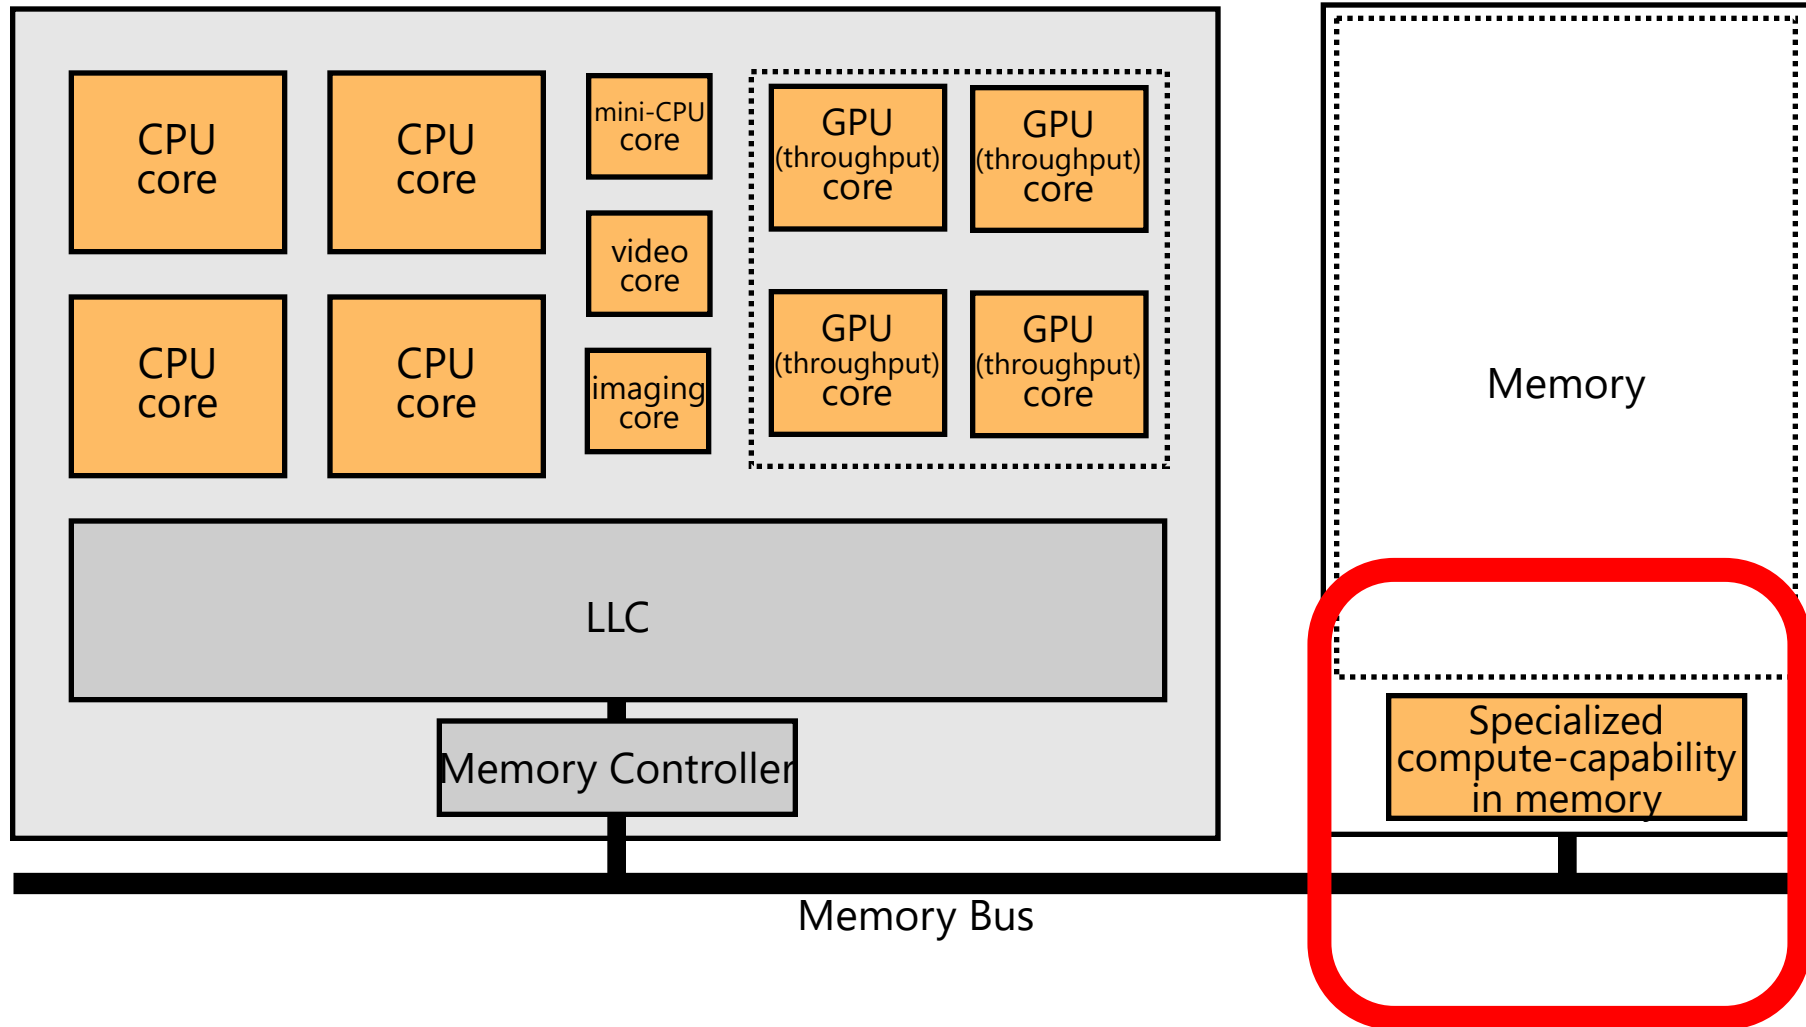 CPU
core
CPU
core
mini-CPU
core
video
core
imaging
core
GPU
(throughput)
core
GPU
(throughput)
core
CPU
core
CPU
core
GPU
(throughput)
core
GPU
(throughput)
core
LLC
Memory Controller
Memory Bus
Memory
Specialized
compute-capability
in memory